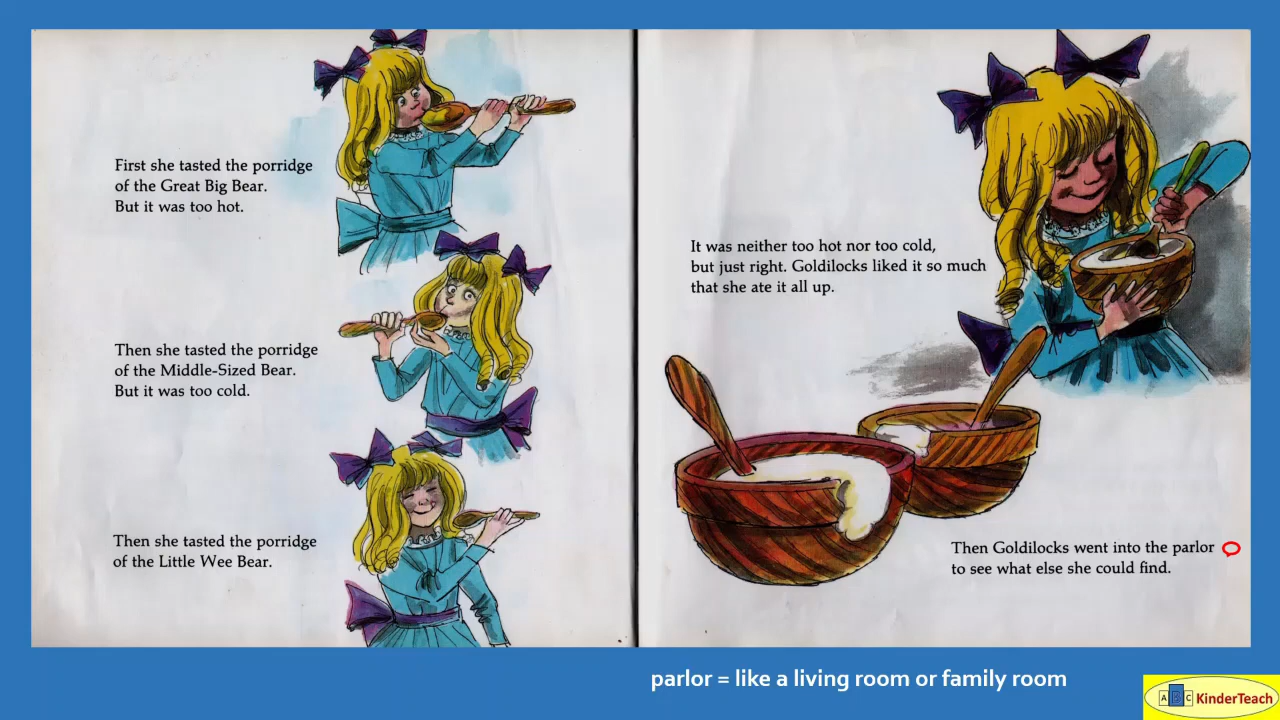 First she tasted the porridge
of the Great Big Bear.
But it was too hot.
Then she tasted the porridge
of the Middle-Sized Bear.
But it was too cold.
Then she tasted the porridge
of the Little Wee Bear.
It was neither too hot nor too cold,
but just right. Goldilocks liked it so much
that she ate it all up.
Then Goldilocks went into the parlor
to see what else she could find.
parlor = like a living room or family room
A B C KinderTeach